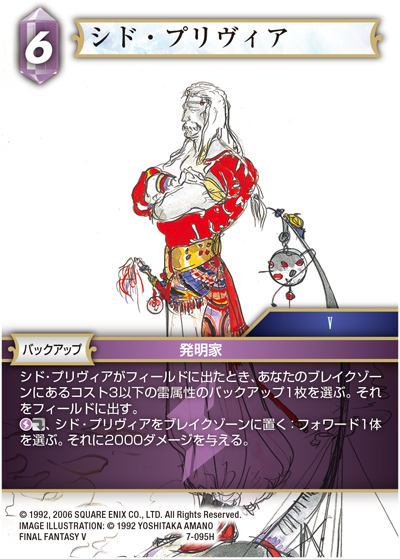 6
シド・プリヴィア
V
バックアップ
発明家
シド・プリヴィアがフィールドに出たとき、あなたのブレイクゾー
ンにあるコスト3以下の雷属性のバックアップ1枚を選ぶ。それ
をフィールドに出す。
、シド・プリヴィアをブレイクゾーンに置く:フォワード1体
を選ぶ。それに2000ダメージを与える。
© 1992, 2006 SQUARE ENIX CO., LTD. All Rights Reserved.
IMAGE ILLUSTRATION: © 1992 YOSHITAKA AMANO
FINAL FANTASY V
7-095H